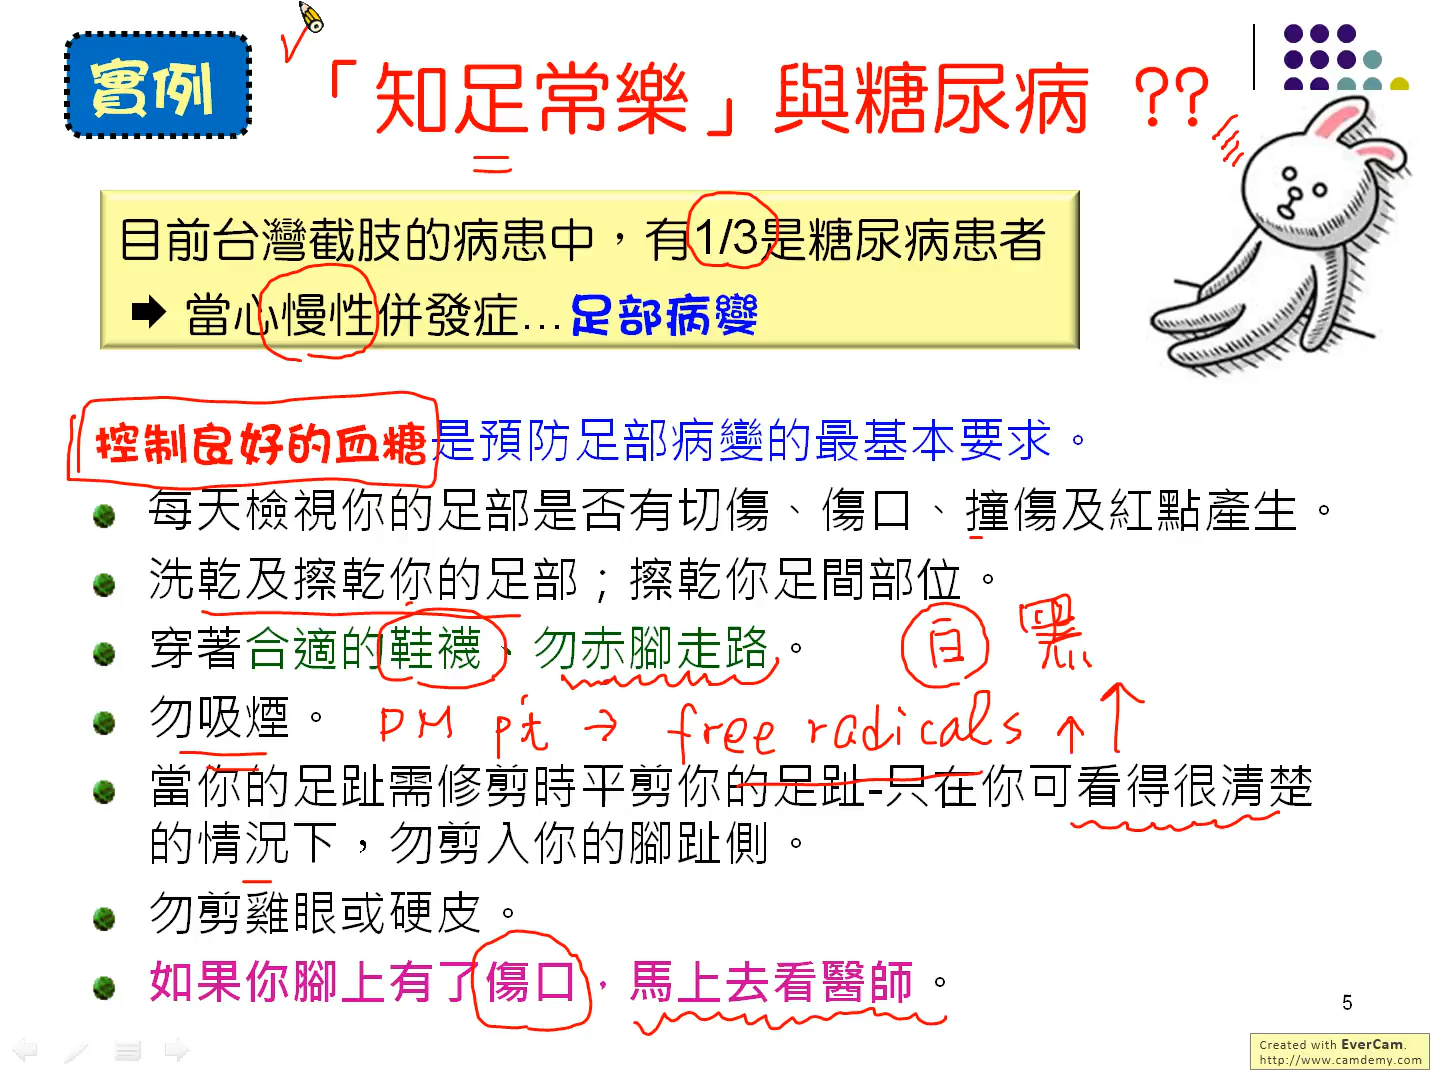 實例
「知足常樂」與糖尿病 ??
目前台灣截肢的病患中，有1/3是糖尿病患者
➡ 當心慢性併發症…足部病變
控制良好的血糖是預防足部病變的最基本要求。
每天檢視你的足部是否有切傷、傷口、撞傷及紅點產生。
洗乾及擦乾你的足部；擦乾你足間部位。
穿著合適的鞋襪、勿赤腳走路。
白 黑
勿吸煙。
DM pt → free radicals ↑ ↑
當你的足趾需修剪時平剪你的足趾-只在你可看得很清楚
的情況下，勿剪入你的腳趾側。
勿剪雞眼或硬皮。
如果你腳上有了傷口，馬上去看醫師。
5
Created with EverCam.
http://www.camdemy.com